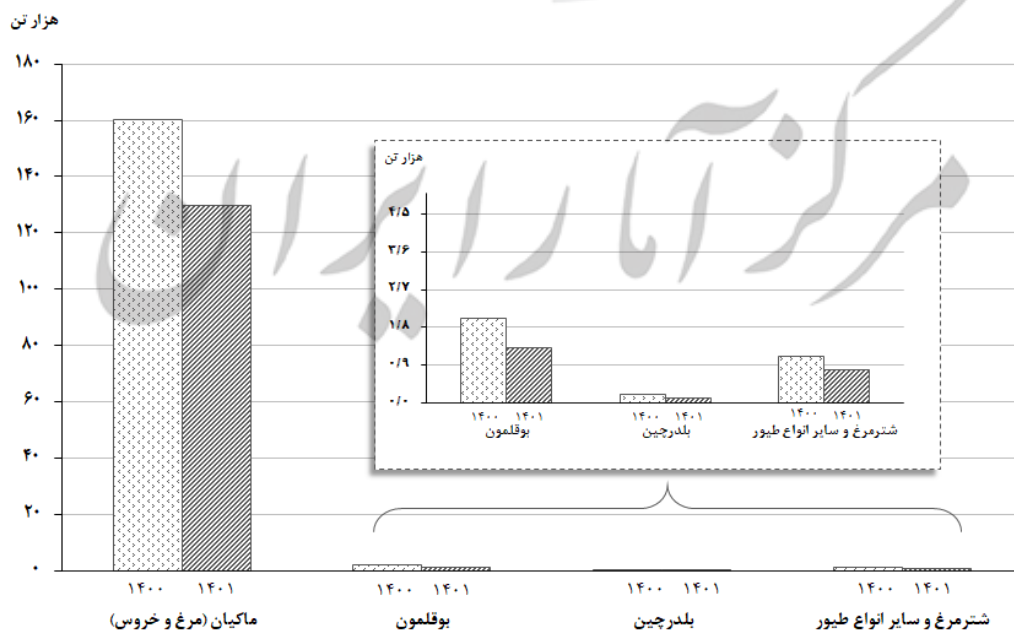 هزار تن
۱۸۰
۱۶۰
۱۴۰
۱۲۰
۱۰۰
۸۰
۶۰
۴۰
۲۰
۰
هزار تن
۴/۵
۳/۶
۲/۷
۱/۸
۰/۹
۰/۰
۱۴۰۰ ۱۴۰۱
بوقلمون
۱۴۰۰ ۱۴۰۱
بلدرچین
۱۴۰۰ ۱۴۰۱
شترمرغ و سایر انواع طیور
۱۴۰۰ ۱۴۰۱
ماکیان (مرغ و خروس)
۱۴۰۰ ۱۴۰۱
بوقلمون
۱۴۰۰ ۱۴۰۱
بلدرچین
۱۴۰۰ ۱۴۰۱
شترمرغ و سایر انواع طیور
مرکز آمار ایران